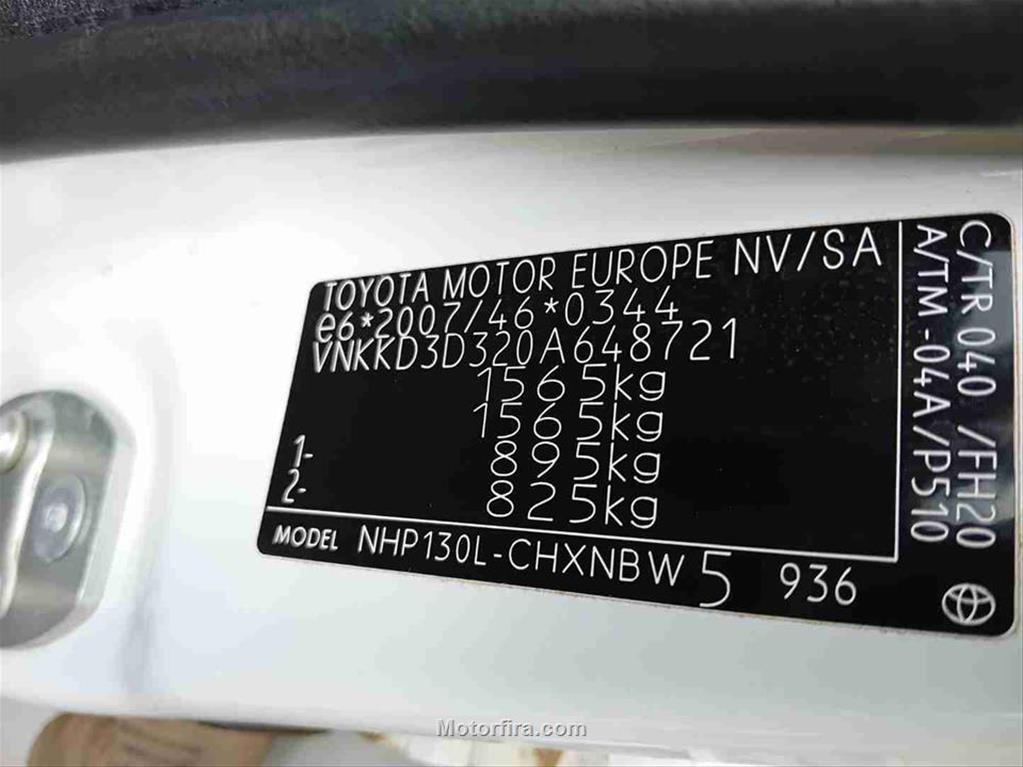 TOYOTA MOTOR EUROPE NV/SA
e6*2007/46*0344
VNKKD3D320A648721
1565kg
1565kg
1- 895kg
2- 825kg
MODEL NHP130L-CHXNBW 5 936
C/TR 040 /FH20
A/TM -04A/P510
Motorfira.com